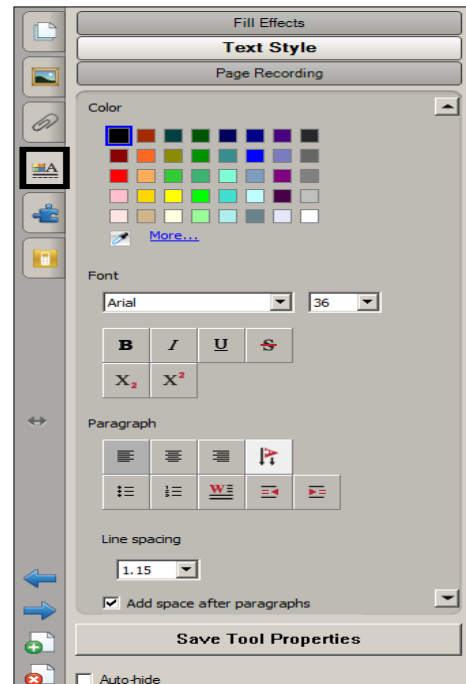 Fill Effects
Text Style
Page Recording
Color
A
More...
Font
Arial 36
B I U S
X₂ X²
Paragraph
Line spacing
1.15
Add space after paragraphs
Save Tool Properties
Auto-hide